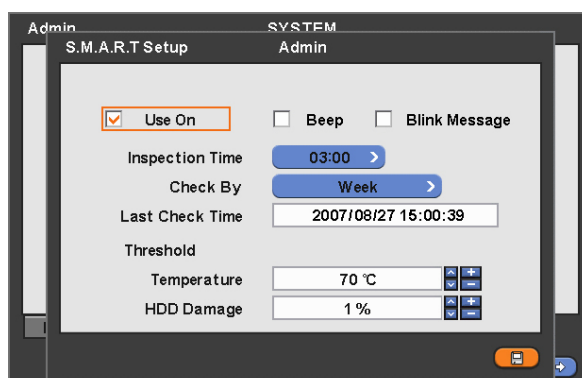 Admin SYSTEM
S.M.A.R.T Setup Admin
Use On Beep Blink Message
Inspection Time 03:00
Check By Week
Last Check Time 2007/08/27 15:00:39
Threshold
Temperature 70 ℃
HDD Damage 1 %